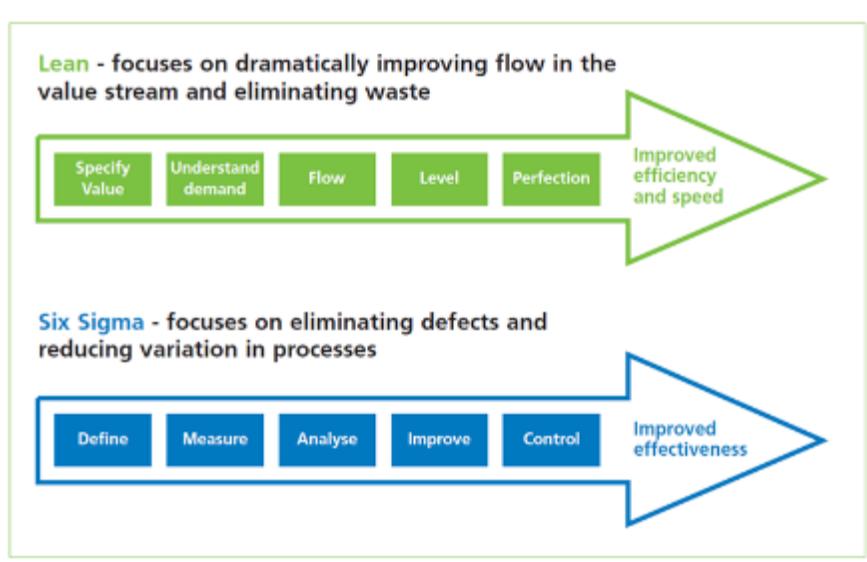 Lean - focuses on dramatically improving flow in the
value stream and eliminating waste
Specify
Value
Understand
demand
Flow
Level
Perfection
Improved
efficiency
and speed
Six Sigma - focuses on eliminating defects and
reducing variation in processes
Define
Measure
Analyse
Improve
Control
Improved
effectiveness